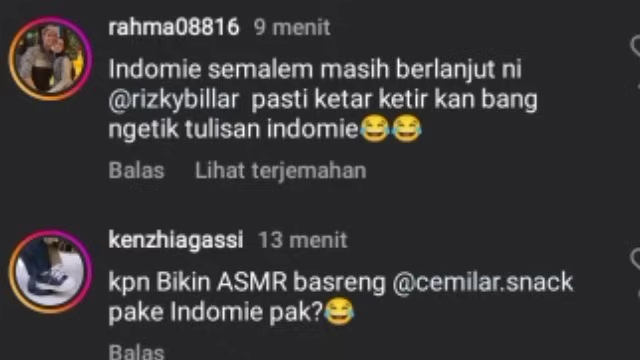 rahma08816 9 menit
Indomie semalem masih berlanjut ni
@rizkybillar pasti ketar ketir kan bang
ngetik tulisan indomie😂😂
Balas Lihat terjemahan
kenzhiagassi 13 menit
kpn Bikin ASMR basreng @cemilar.snack
pake Indomie pak?😂
Balas